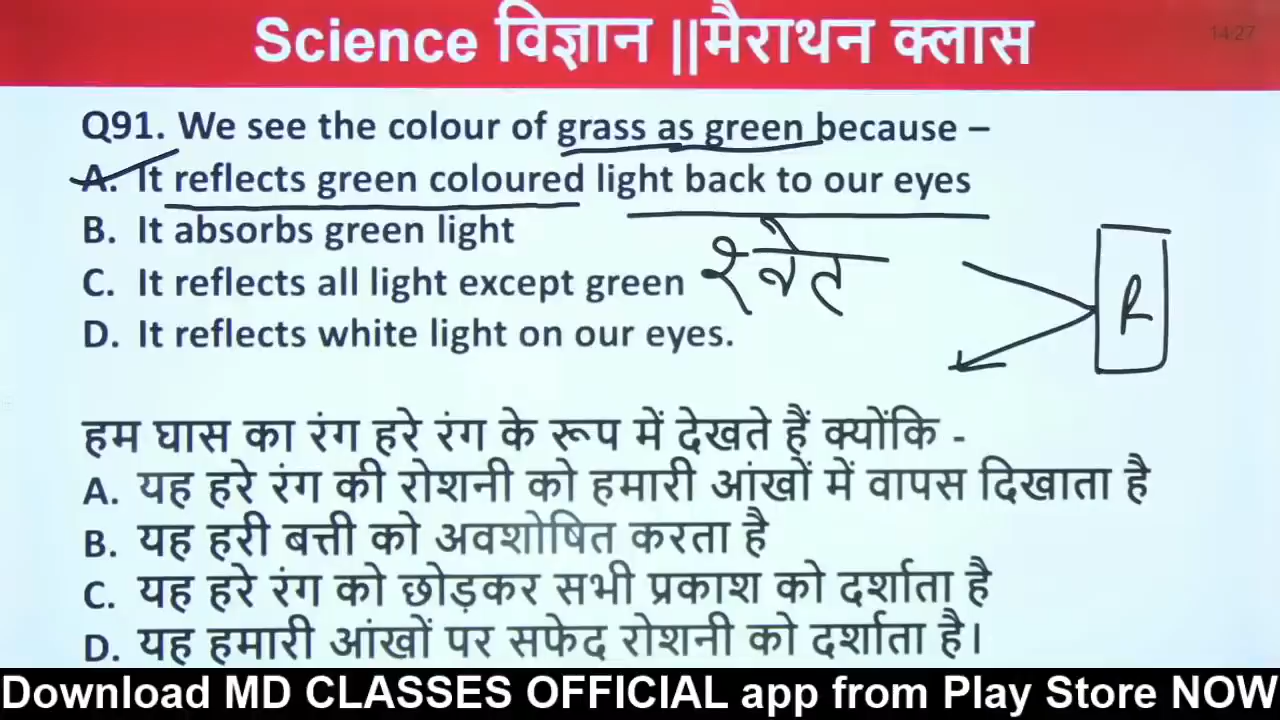 Science विज्ञान ||मैराथन क्लास
14:27
Q91. We see the colour of grass as green because –
A. It reflects green coloured light back to our eyes
B. It absorbs green light
C. It reflects all light except green
D. It reflects white light on our eyes.
श्वेत
R
हम घास का रंग हरे रंग के रूप में देखते हैं क्योंकि -
A. यह हरे रंग की रोशनी को हमारी आंखों में वापस दिखाता है
B. यह हरी बत्ती को अवशोषित करता है
C. यह हरे रंग को छोड़कर सभी प्रकाश को दर्शाता है
D. यह हमारी आंखों पर सफेद रोशनी को दर्शाता है।
Download MD CLASSES OFFICIAL app from Play Store NOW